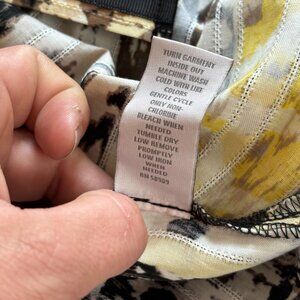 TURN GARMENT
INSIDE OUT
MACHINE WASH
COLD WITH LIKE
COLORS
GENTLE CYCLE
ONLY NON-
CHLORINE
BLEACH WHEN
NEEDED
TUMBLE DRY
LOW REMOVE
PROMPTLY
LOW IRON
WHEN
NEEDED
RN 58909